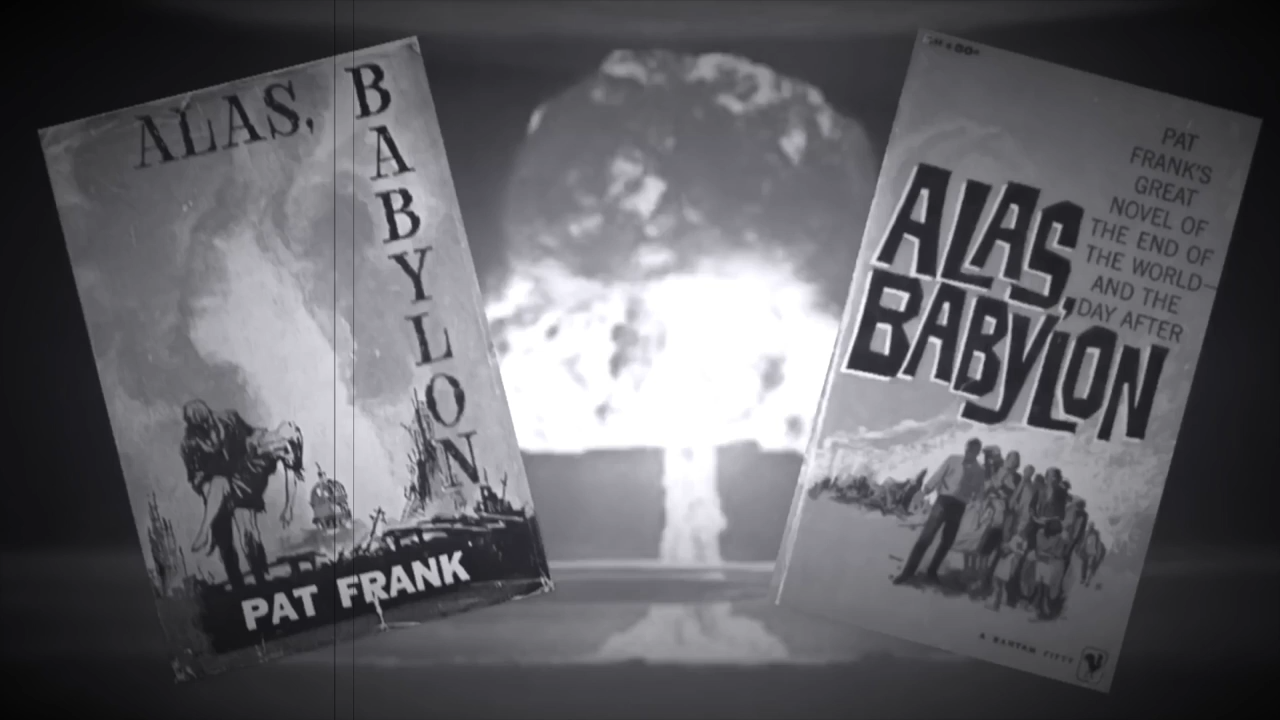 ALAS, BABYLON
PAT FRANK
PAT
FRANK'S
GREAT
NOVEL OF
THE END OF
THE WORLD—
AND THE
DAY AFTER
ALAS,
BABYLON
A BANTAM FIFTY